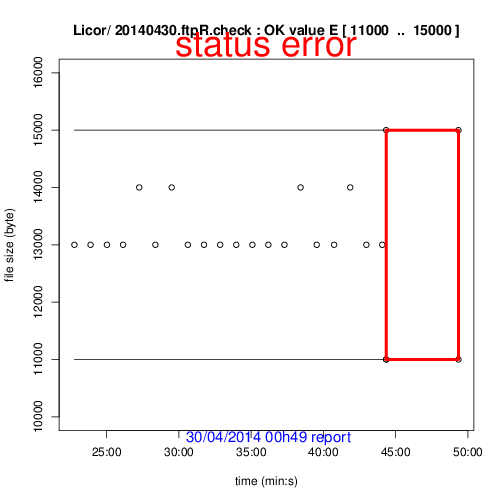 Licor/ 20140430.ftpR.check : OK value E [ 11000  ..  15000 ]
status error
16000
15000
14000
13000
12000
11000
10000
file size (byte)
30/04/2014 00h49 report
25:00 30:00 35:00 40:00 45:00 50:00
time (min:s)